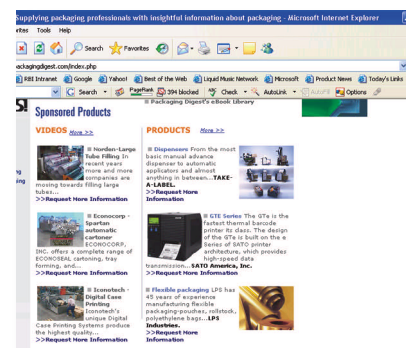 Supplying packaging professionals with insightful information about packaging - Microsoft Internet Explorer
rites Tools Help
Search Favorites
ackagingdigest.com/index.php
RBI Intranet Google Yahoo! Best of the Web Liquid Music Network Microsoft Product News Today's Links
G Search PageRank 394 blocked Check AutoLink AutoFill Options
Packaging Digest's eBook Library
Sponsored Products
VIDEOS More >>
Norden-Large
Tube Filling In
recent years
more and more
companies are
moving towards filling large
tubes...
>>Request More Information
Econocorp -
Spartan
automatic
cartoner
ECONOCORP,
INC. offers a complete range of
ECONOSEAL cartoning, tray
forming, and...
>>Request More Information
Iconotech -
Digital Case
Printing
Iconotech's
unique Digital
Case Printing Systems produce
the highest quality...
>>Request More Information
PRODUCTS More >>
Dispensers From the most
basic manual advance
dispenser to automatic
applicators and almost
anything in between...TAKE-
A-LABEL.
>>Request More
Information
GTE Series The GTe is the
fastest thermal barcode
printer its class. The design
of the GTe is built on the e
Series of SATO printer
architecture, which provides
high-speed data
transmission...SATO America, Inc.
>>Request More Information
Flexible packaging LPS has
45 years of experience
manufacturing flexible
packaging-pouches, rollstock,
polyethylene bags...LPS
Industries.
>>Request More Information